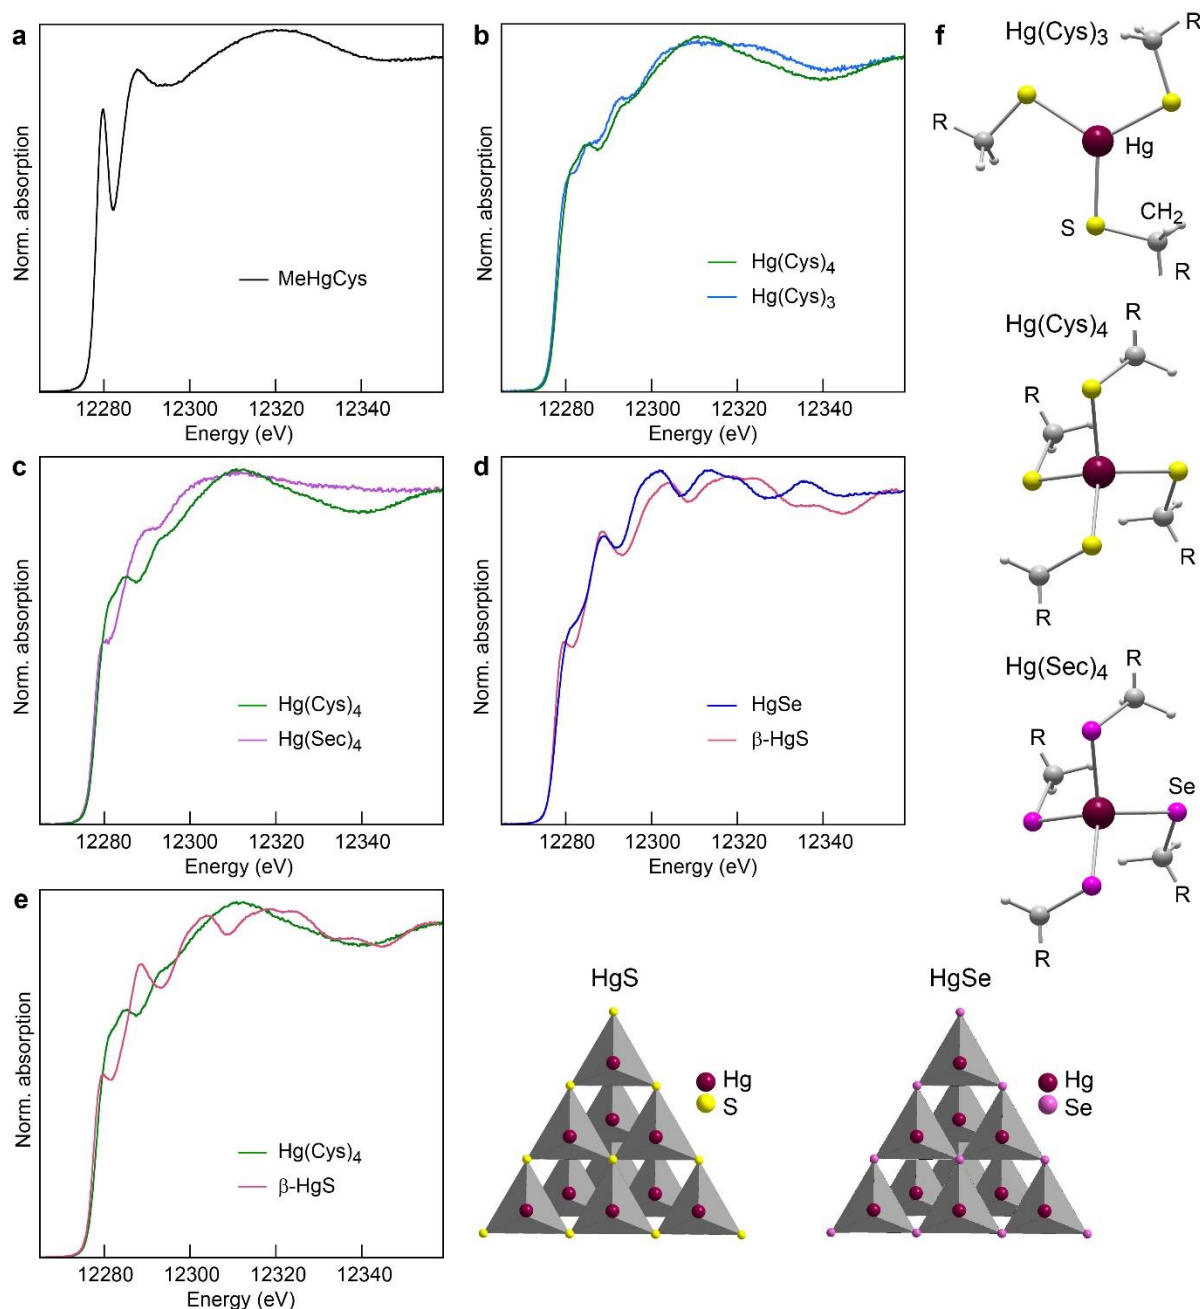 a
Norm. absorption
MeHgCys
12280 12300 12320 12340
Energy (eV)
b
Norm. absorption
Hg(Cys)4
Hg(Cys)3
12280 12300 12320 12340
Energy (eV)
c
Norm. absorption
Hg(Cys)4
Hg(Sec)4
12280 12300 12320 12340
Energy (eV)
d
Norm. absorption
HgSe
β-HgS
12280 12300 12320 12340
Energy (eV)
e
Norm. absorption
Hg(Cys)4
β-HgS
12280 12300 12320 12340
Energy (eV)
f
Hg(Cys)3
R
R
Hg
S
CH2
R
Hg(Cys)4
R
R
R
R
Hg(Sec)4
R
R
Se
R
R
HgS
Hg
S
HgSe
Hg
Se